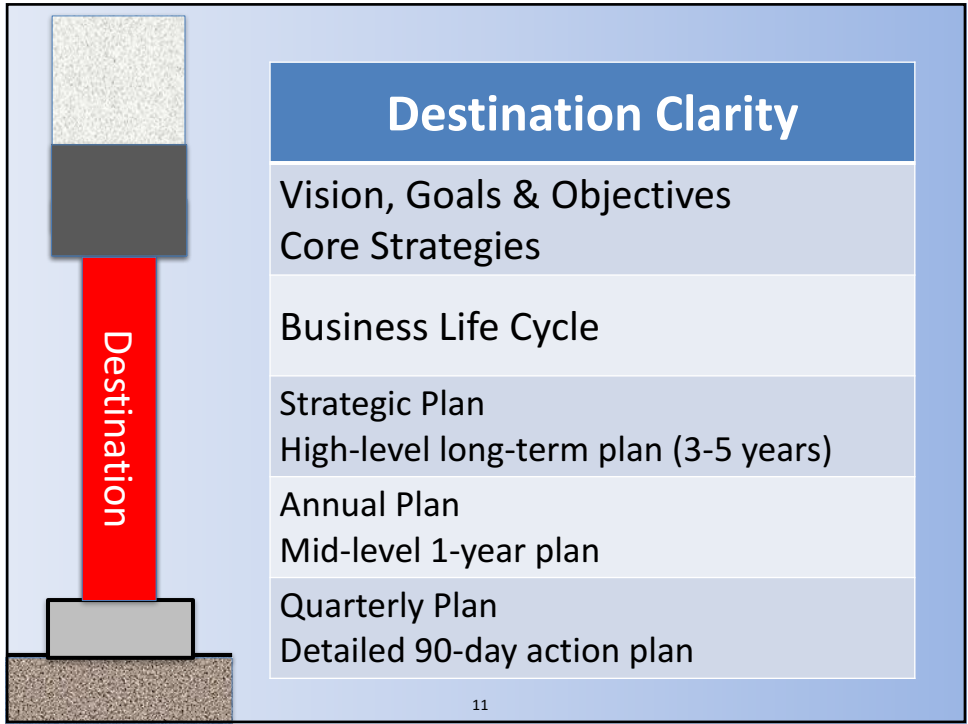 Destination Clarity
Vision, Goals & Objectives
Core Strategies
Business Life Cycle
Strategic Plan
High-level long-term plan (3-5 years)
Annual Plan
Mid-level 1-year plan
Quarterly Plan
Detailed 90-day action plan
Destination
11